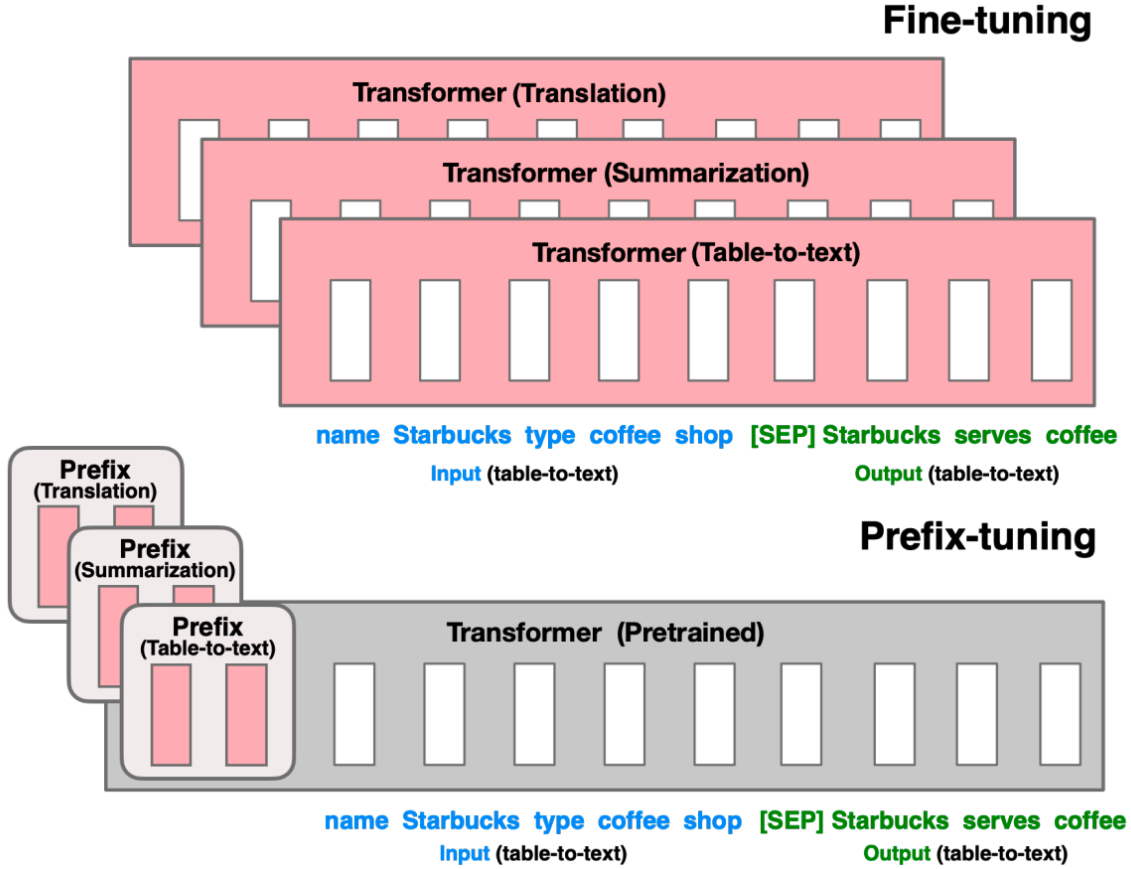 Fine-tuning
Transformer (Translation)
Transformer (Summarization)
Transformer (Table-to-text)
name Starbucks type coffee shop [SEP] Starbucks serves coffee
Input (table-to-text) Output (table-to-text)
Prefix
(Translation)
Prefix-tuning
Prefix
(Summarization)
Prefix
(Table-to-text)
Transformer (Pretrained)
name Starbucks type coffee shop [SEP] Starbucks serves coffee
Input (table-to-text) Output (table-to-text)